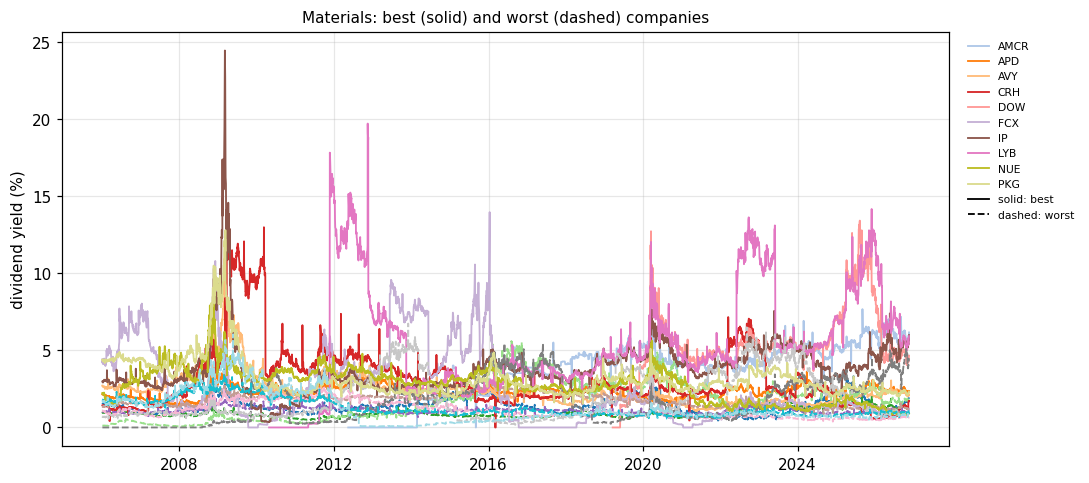 Materials: best (solid) and worst (dashed) companies
dividend yield (%)
25
20
15
10
5
0
2008
2012
2016
2020
2024
AMCR
APD
AVY
CRH
DOW
FCX
IP
LYB
NUE
PKG
solid: best
dashed: worst